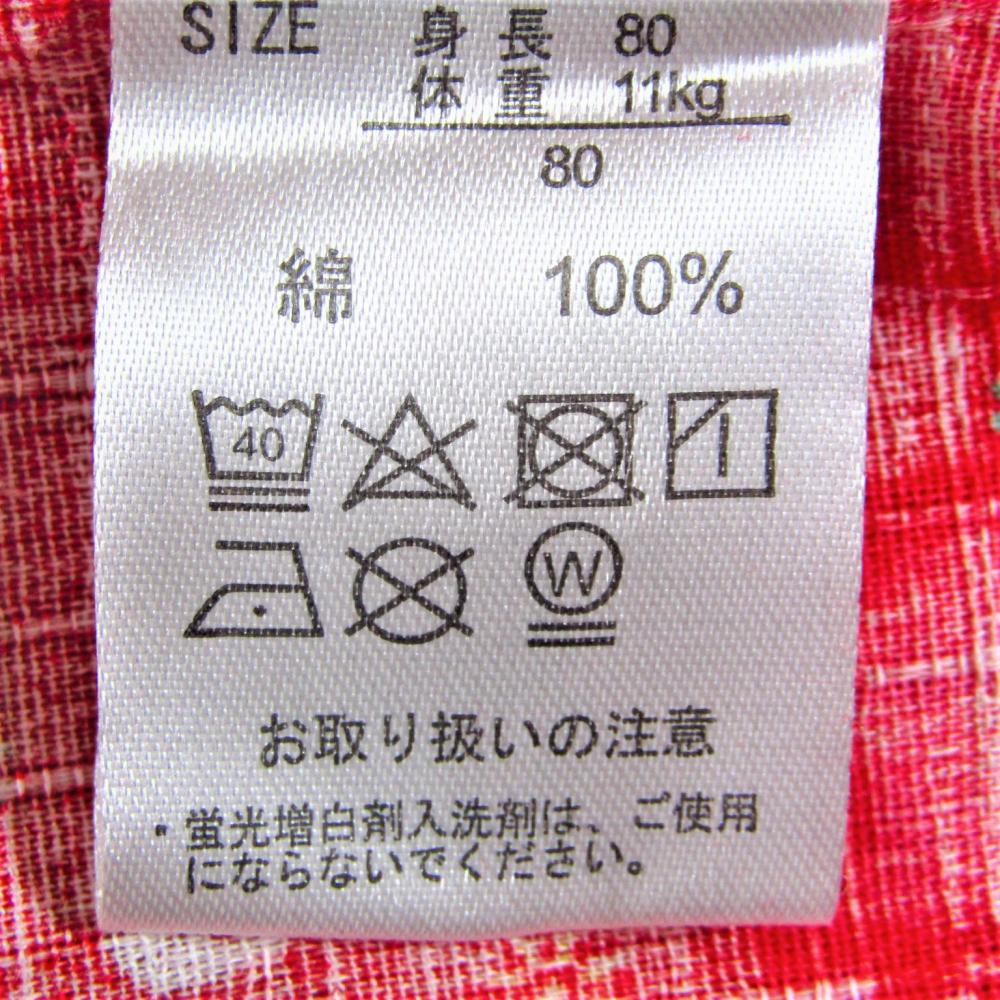 SIZE 身長 80
体重 11kg
80
綿 100%
40
W
お取り扱いの注意
・蛍光増白剤入洗剤は、ご使用
にならないでください。